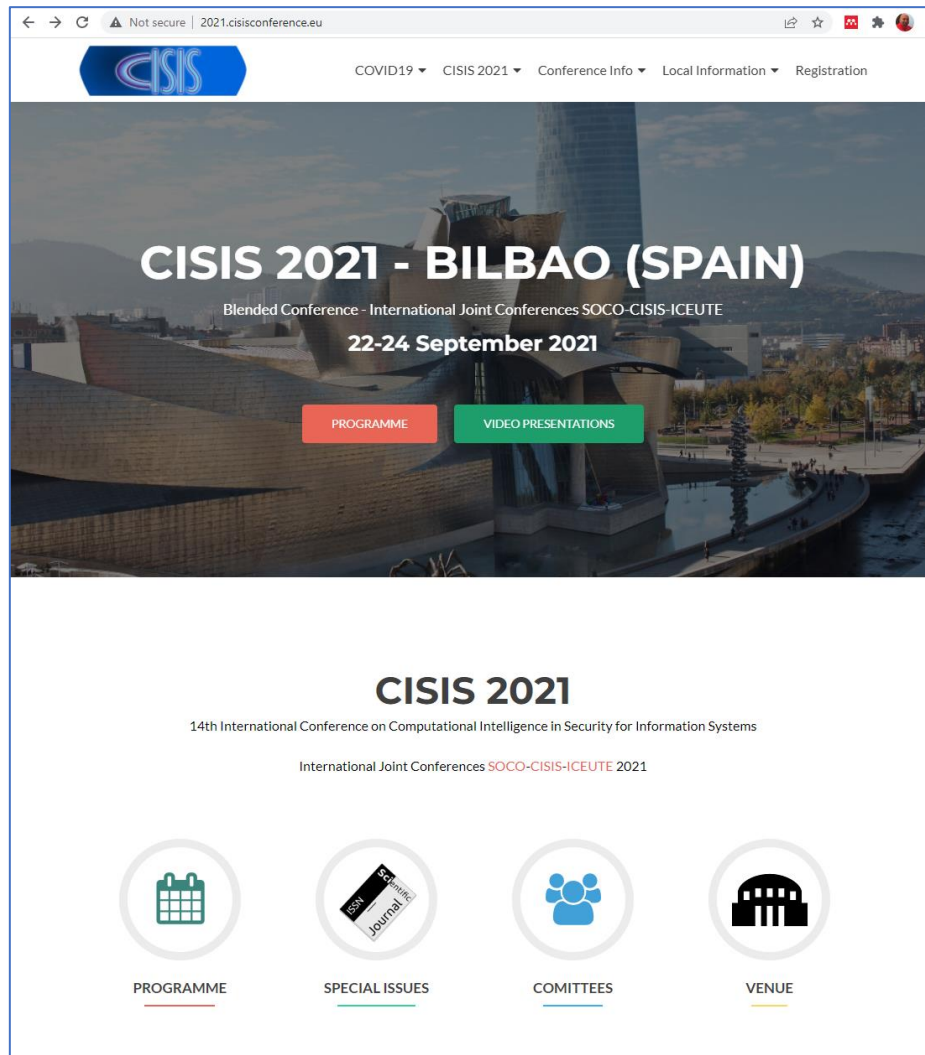 Not secure | 2021.cisisconference.eu
CISIS
COVID19 CISIS 2021 Conference Info Local Information Registration
CISIS 2021 - BILBAO (SPAIN)
Blended Conference - International Joint Conferences SOCO-CISIS-ICEUTE
22-24 September 2021
PROGRAMME VIDEO PRESENTATIONS
CISIS 2021
14th International Conference on Computational Intelligence in Security for Information Systems
International Joint Conferences SOCO-CISIS-ICEUTE 2021
ISSN Scientific
Journal
PROGRAMME SPECIAL ISSUES COMITTEES VENUE